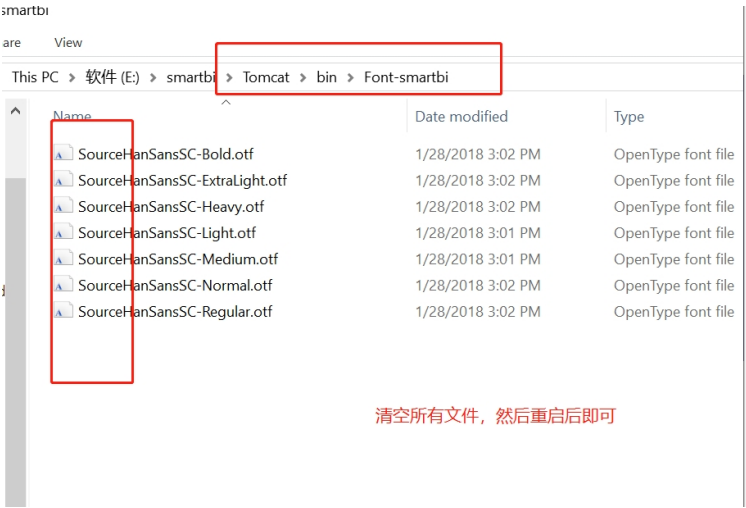 smartbi
are View
This PC > 软件 (E:) > smartbi > Tomcat > bin > Font-smartbi
Name Date modified Type
SourceHanSansSC-Bold.otf 1/28/2018 3:02 PM OpenType font file
SourceHanSansSC-ExtraLight.otf 1/28/2018 3:02 PM OpenType font file
SourceHanSansSC-Heavy.otf 1/28/2018 3:02 PM OpenType font file
SourceHanSansSC-Light.otf 1/28/2018 3:01 PM OpenType font file
SourceHanSansSC-Medium.otf 1/28/2018 3:01 PM OpenType font file
SourceHanSansSC-Normal.otf 1/28/2018 3:02 PM OpenType font file
SourceHanSansSC-Regular.otf 1/28/2018 3:02 PM OpenType font file
清空所有文件，然后重启后即可